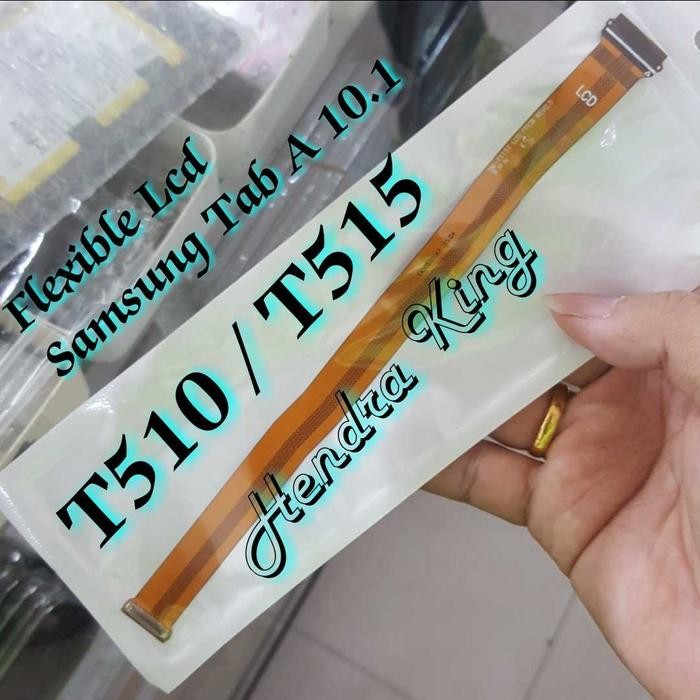 Flexible Lcd
Samsung Tab A 10.1
T510 / T515
Hendra King
LCD